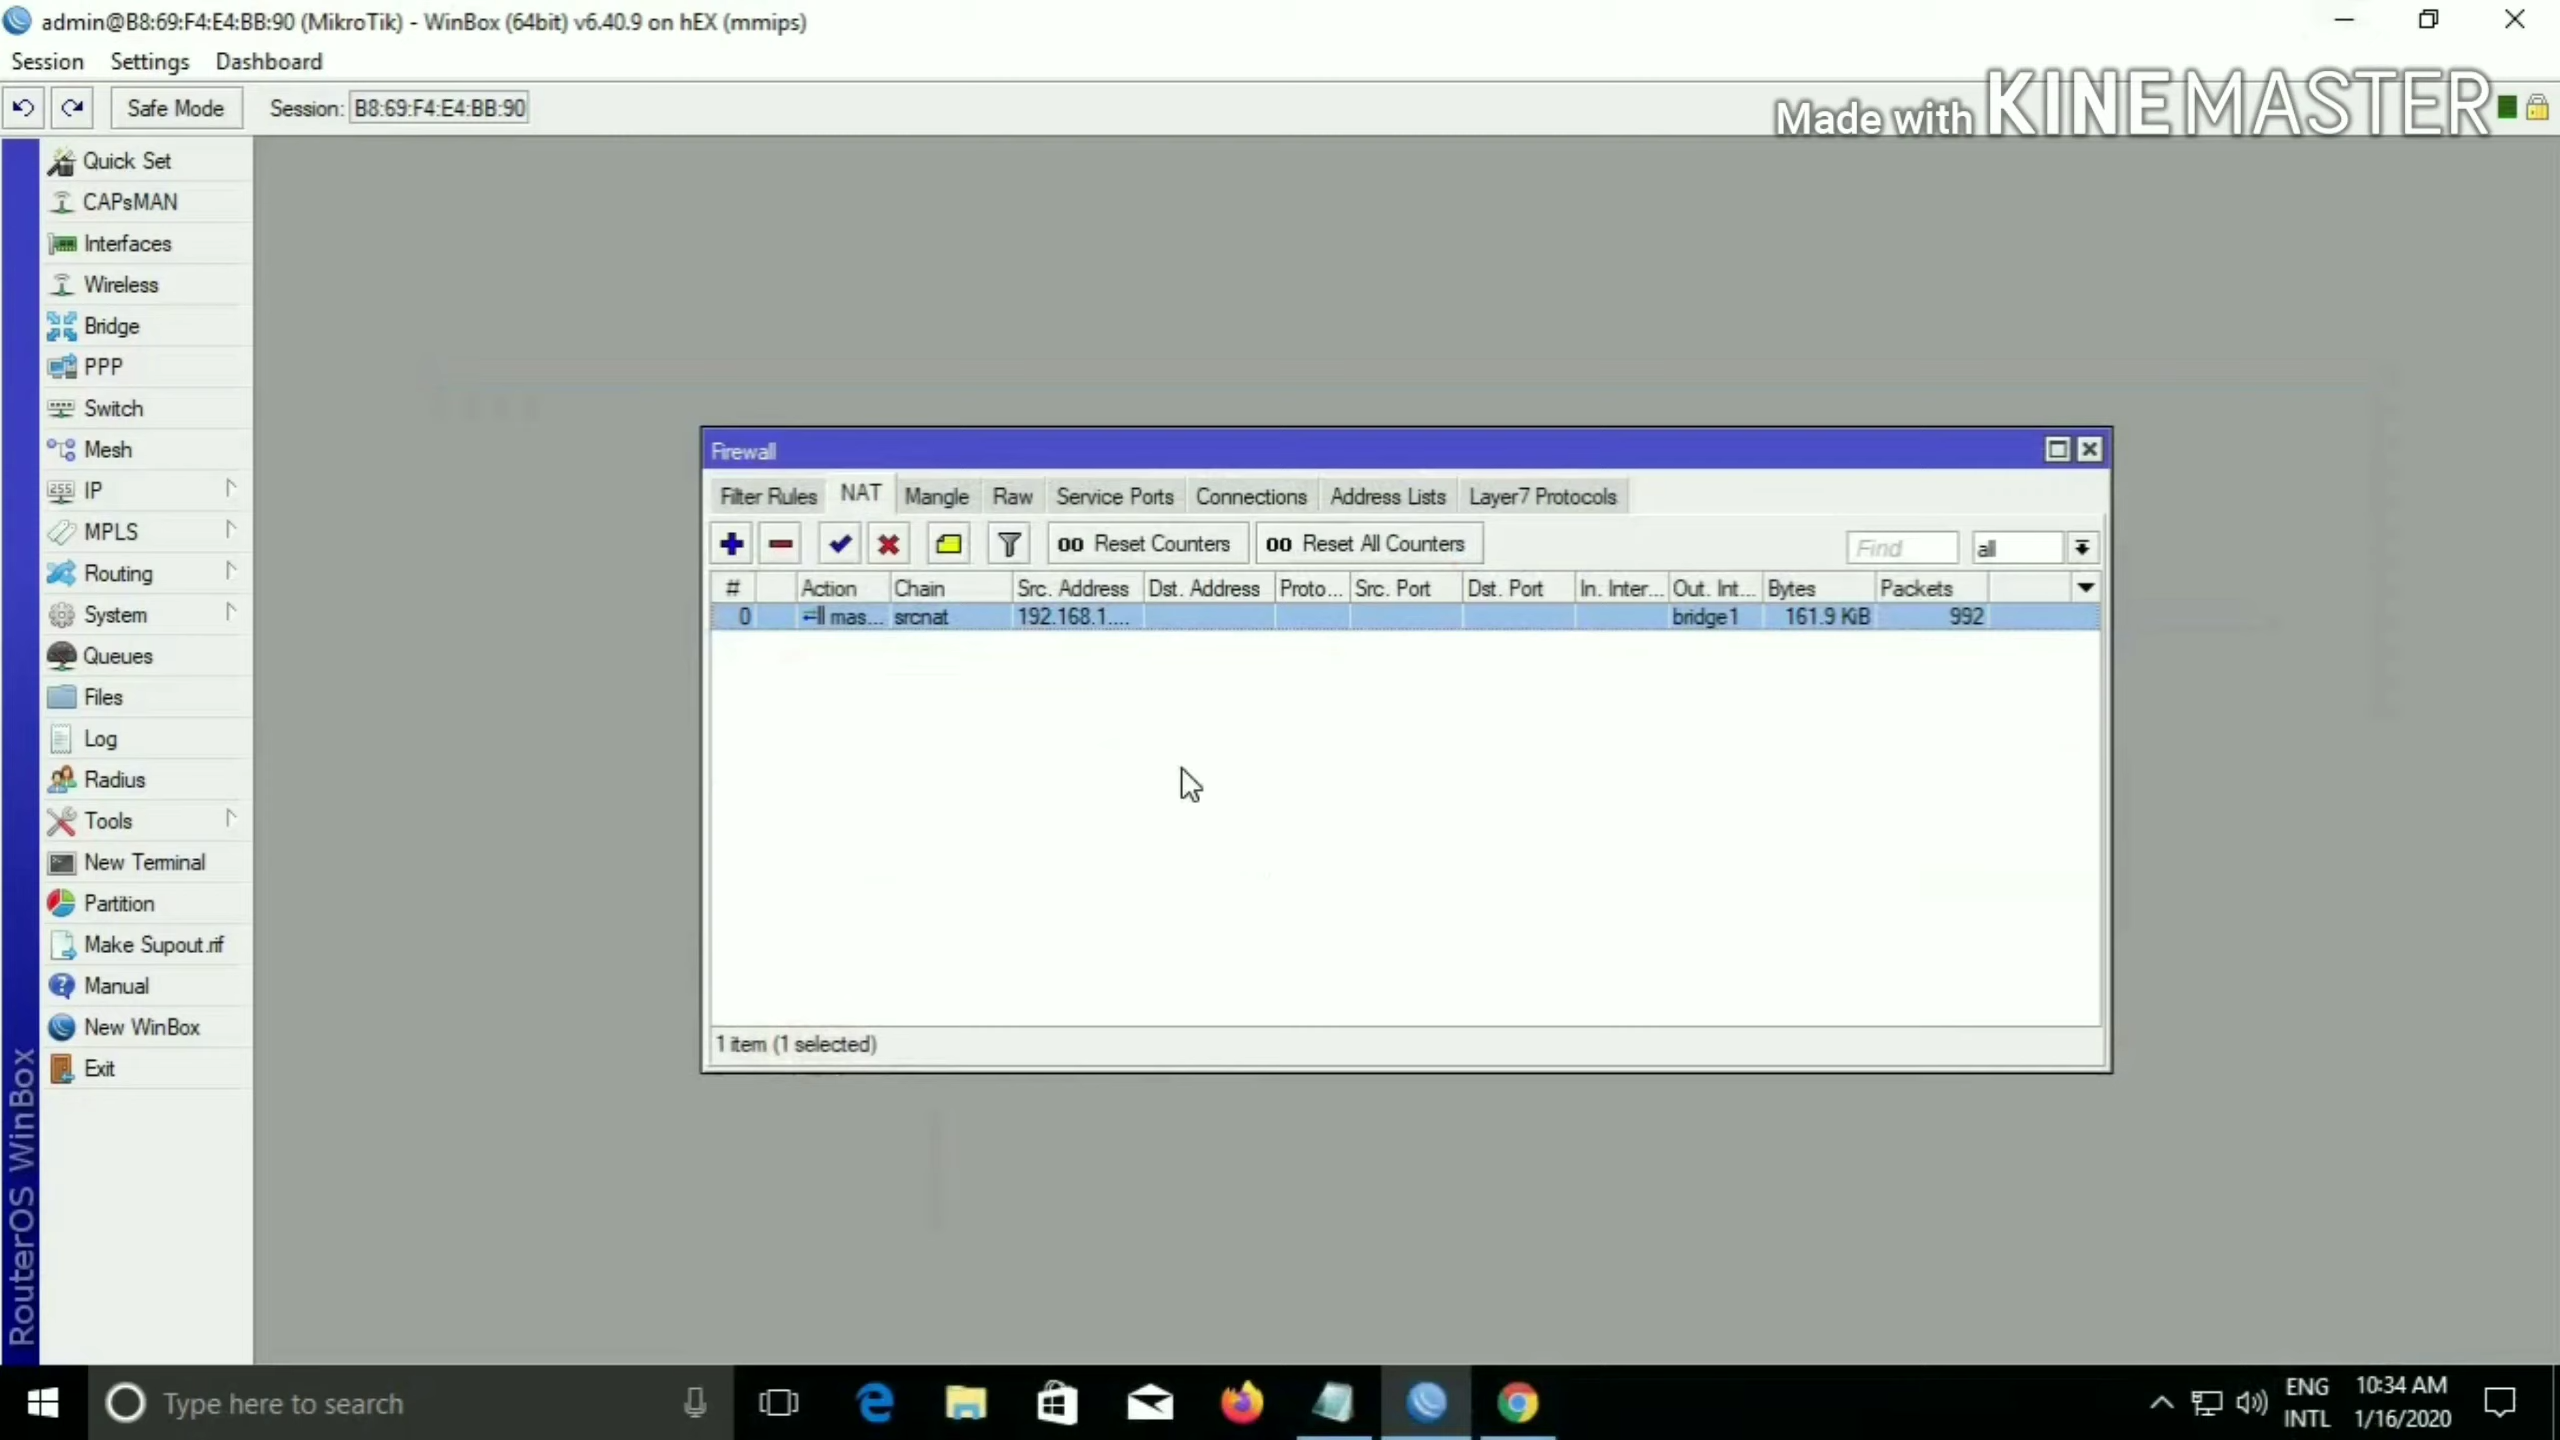 admin@B8:69:F4:E4:BB:90 (MikroTik) - WinBox (64bit) v6.40.9 on hEX (mmips)
Session Settings Dashboard
Safe Mode Session: B8:69:F4:E4:BB:90
Made with KINEMASTER
Quick Set
CAPsMAN
Interfaces
Wireless
Bridge
PPP
Switch
Mesh
255 IP
MPLS
Routing
System
Queues
Files
Log
Radius
Tools
New Terminal
Partition
Make Supout.rif
Manual
New WinBox
Exit
RouterOS WinBox
Firewall
Filter Rules NAT Mangle Raw Service Ports Connections Address Lists Layer7 Protocols
00 Reset Counters 00 Reset All Counters Find all
# Action Chain Src. Address Dst. Address Proto... Src. Port Dst. Port In. Inter... Out. Int... Bytes Packets
0 mas... srcnat 192.168.1.... bridge1 161.9 KiB 992
1 item (1 selected)
Type here to search
ENG
INTL
10:34 AM
1/16/2020